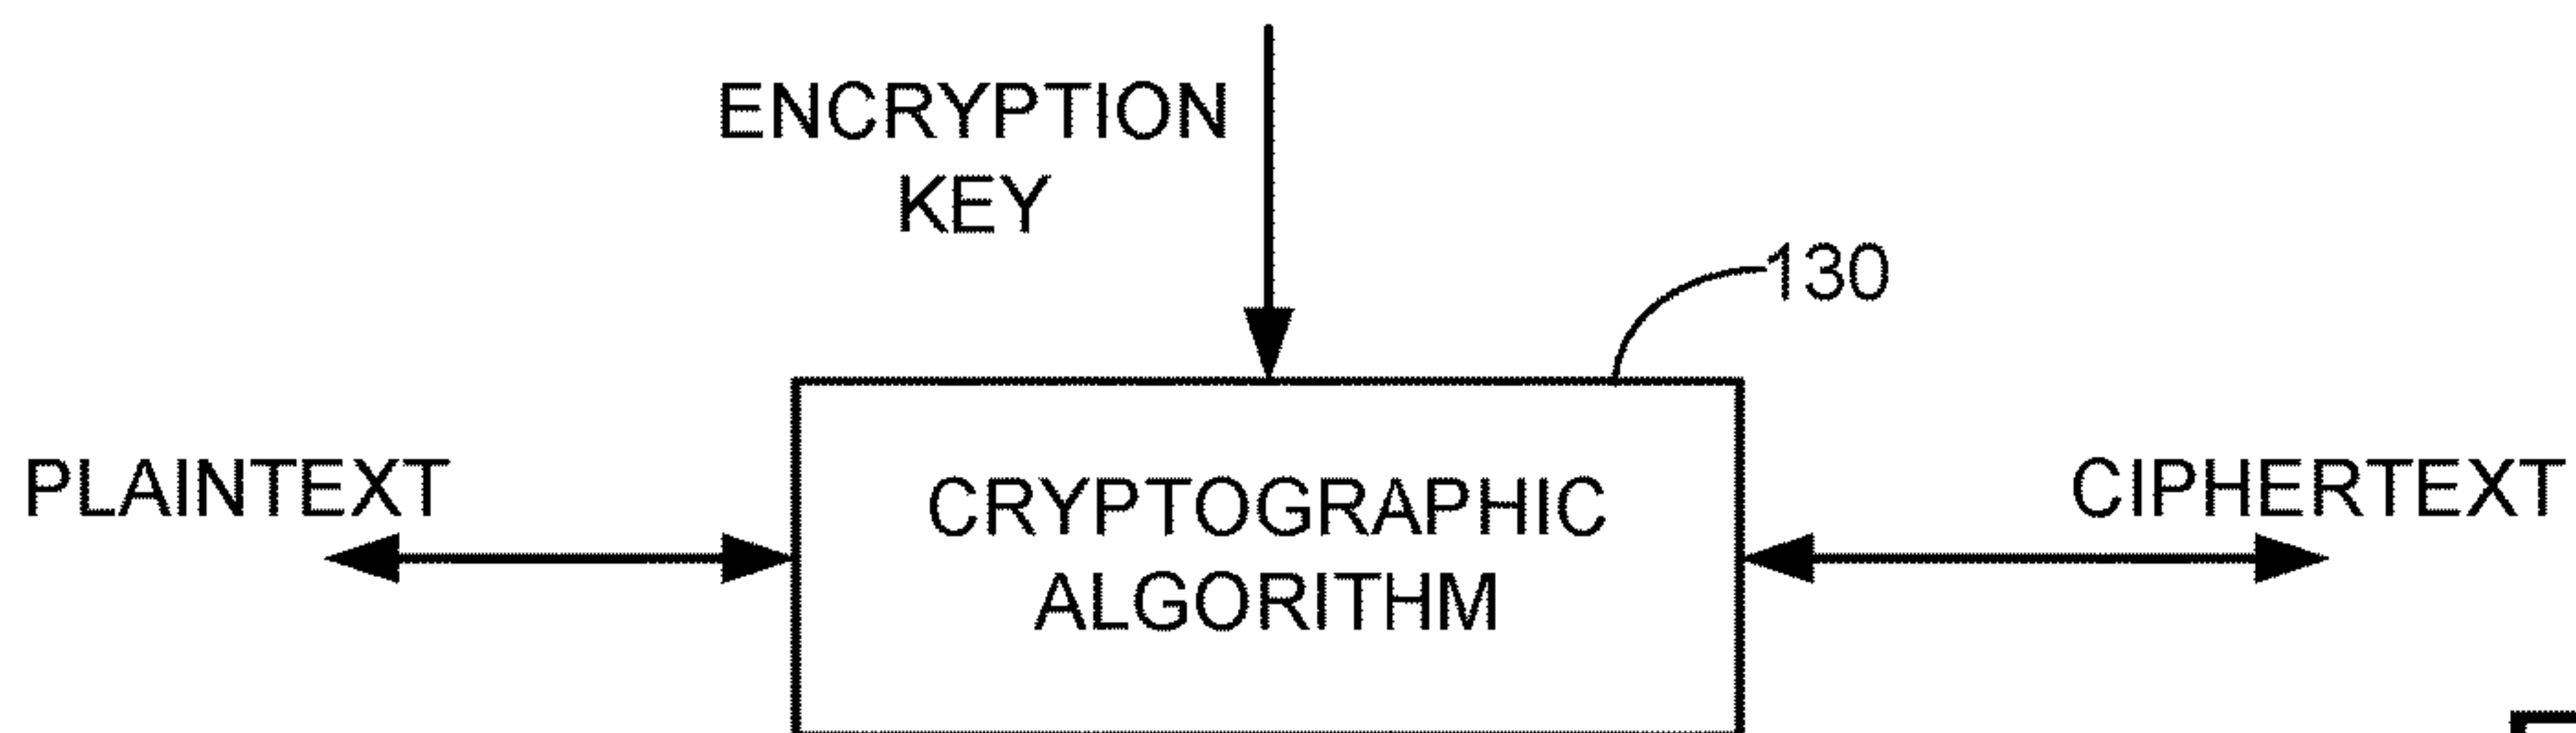 ENCRYPTION
KEY
130
PLAINTEXT
CRYPTOGRAPHIC
ALGORITHM
CIPHERTEXT